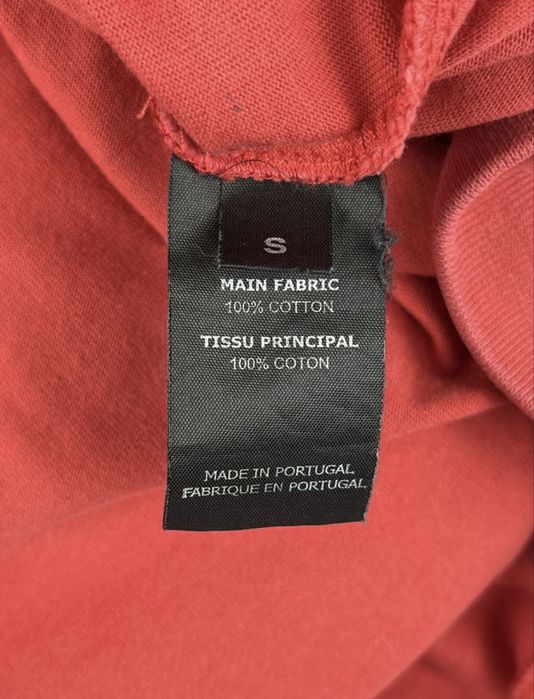 S
MAIN FABRIC
100% COTTON
TISSU PRINCIPAL
100% COTON
MADE IN PORTUGAL
FABRIQUE EN PORTUGAL